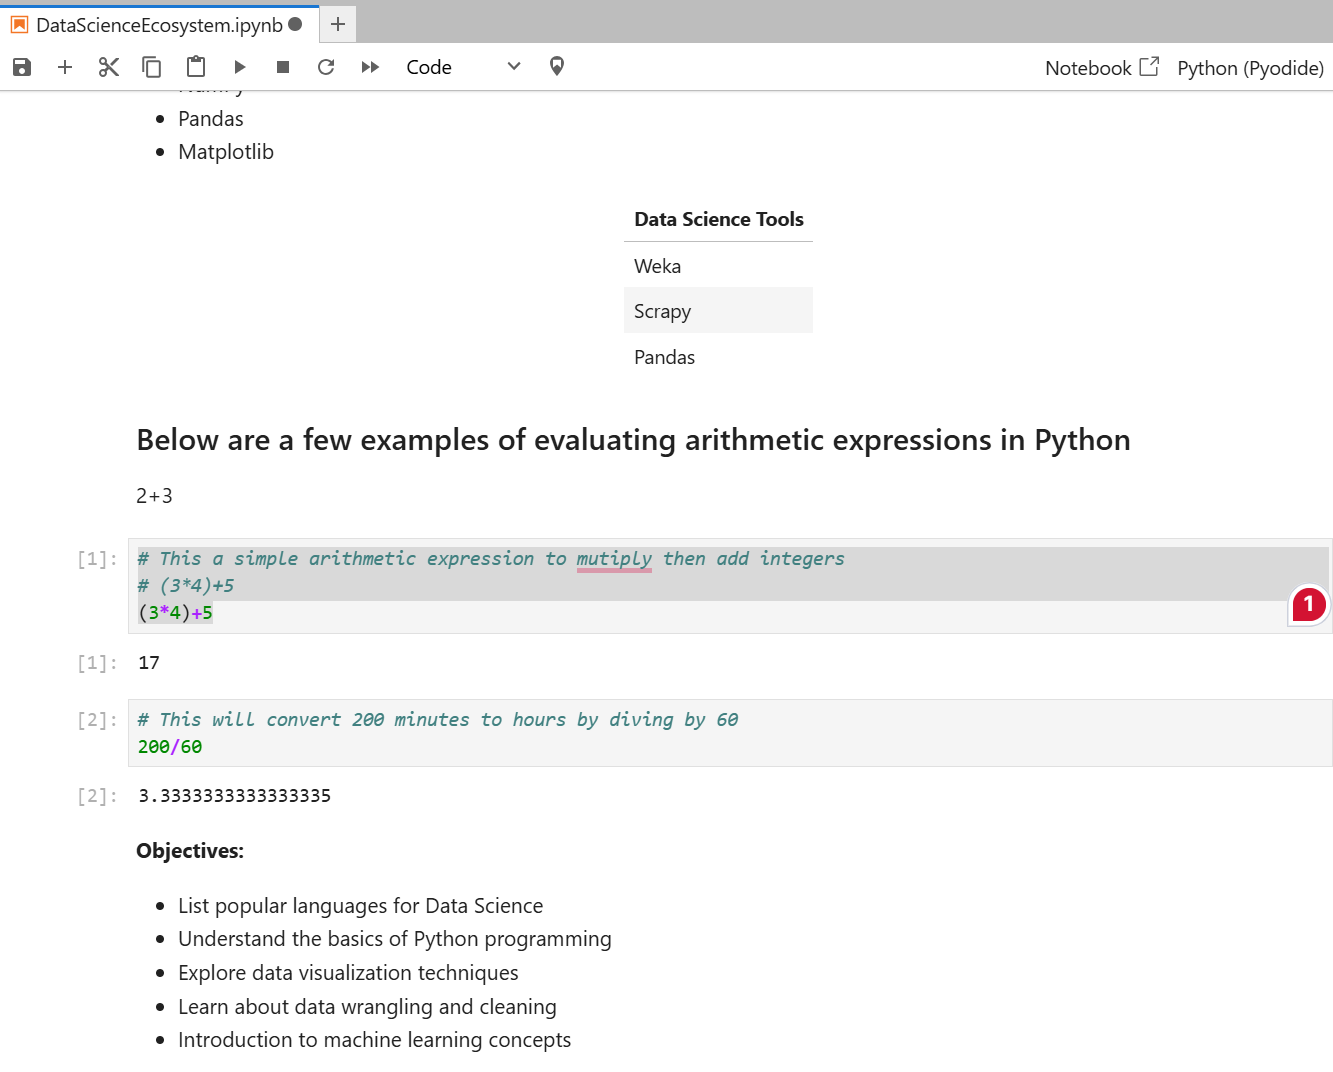 DataScienceEcosystem.ipynb
Code
Notebook
Python (Pyodide)
Pandas
Matplotlib
Data Science Tools
Weka
Scrapy
Pandas
Below are a few examples of evaluating arithmetic expressions in Python
2+3
[1]: # This a simple arithmetic expression to mutiply then add integers
# (3*4)+5
(3*4)+5
1
[1]: 17
[2]: # This will convert 200 minutes to hours by diving by 60
200/60
[2]: 3.3333333333333335
Objectives:
List popular languages for Data Science
Understand the basics of Python programming
Explore data visualization techniques
Learn about data wrangling and cleaning
Introduction to machine learning concepts